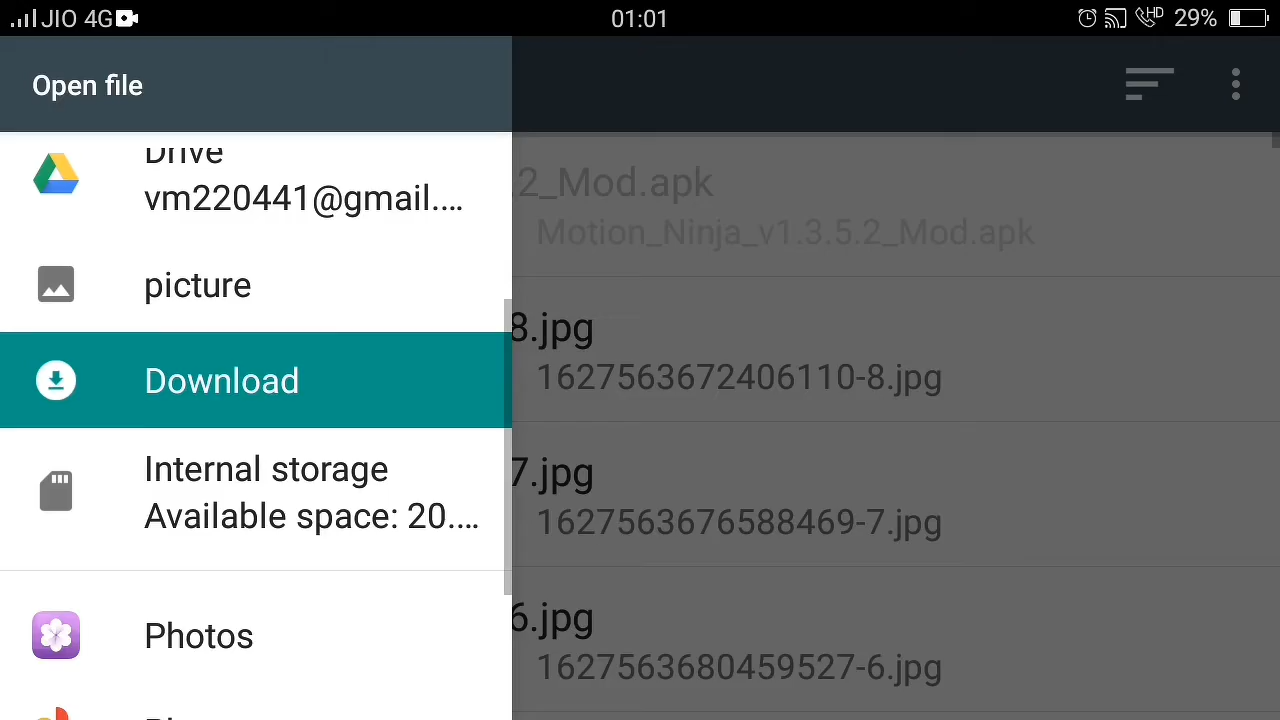 JIO 4G
01:01
HD
29%
Open file
Drive
vm220441@gmail....
picture
Download
Internal storage
Available space: 20....
Photos
2_Mod.apk
Motion_Ninja_v1.3.5.2_Mod.apk
8.jpg
1627563672406110-8.jpg
7.jpg
1627563676588469-7.jpg
6.jpg
1627563680459527-6.jpg